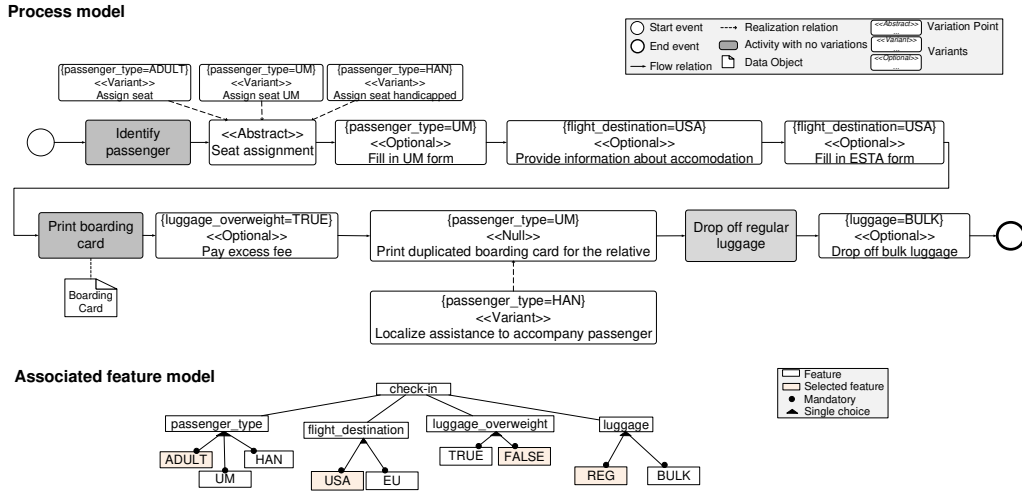 Process model
Start event
Realization relation
<<Abstract>>
...
Variation Point
End event
Activity with no variations
<<Variant>>
...
Variants
Flow relation
Data Object
<<Optional>>
...
{passenger_type=ADULT}
<<Variant>>
Assign seat
{passenger_type=UM}
<<Variant>>
Assign seat UM
{passenger_type=HAN}
<<Variant>>
Assign seat handicapped
Identify
passenger
<<Abstract>>
Seat assignment
{passenger_type=UM}
<<Optional>>
Fill in UM form
{flight_destination=USA}
<<Optional>>
Provide information about accomodation
{flight_destination=USA}
<<Optional>>
Fill in ESTA form
Print boarding
card
{luggage_overweight=TRUE}
<<Optional>>
Pay excess fee
{passenger_type=UM}
<<Null>>
Print duplicated boarding card for the relative
Drop off regular
luggage
{luggage=BULK}
<<Optional>>
Drop off bulk luggage
Boarding
Card
{passenger_type=HAN}
<<Variant>>
Localize assistance to accompany passenger
Associated feature model
Feature
Selected feature
Mandatory
Single choice
check-in
passenger_type
flight_destination
luggage_overweight
luggage
ADULT
UM
HAN
USA
EU
TRUE
FALSE
REG
BULK